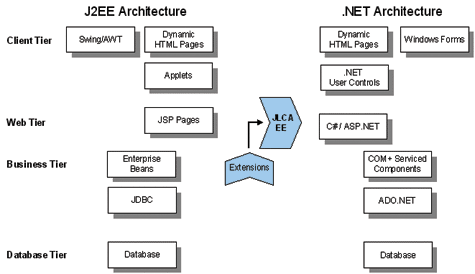 J2EE Architecture
.NET Architecture
Client Tier
Swing/AWT
Dynamic
HTML Pages
Dynamic
HTML Pages
Windows Forms
Applets
.NET
User Controls
Web Tier
JSP Pages
JLCA
EE
C#/ ASP.NET
Business Tier
Enterprise
Beans
Extensions
COM+ Serviced
Components
JDBC
ADO.NET
Database Tier
Database
Database